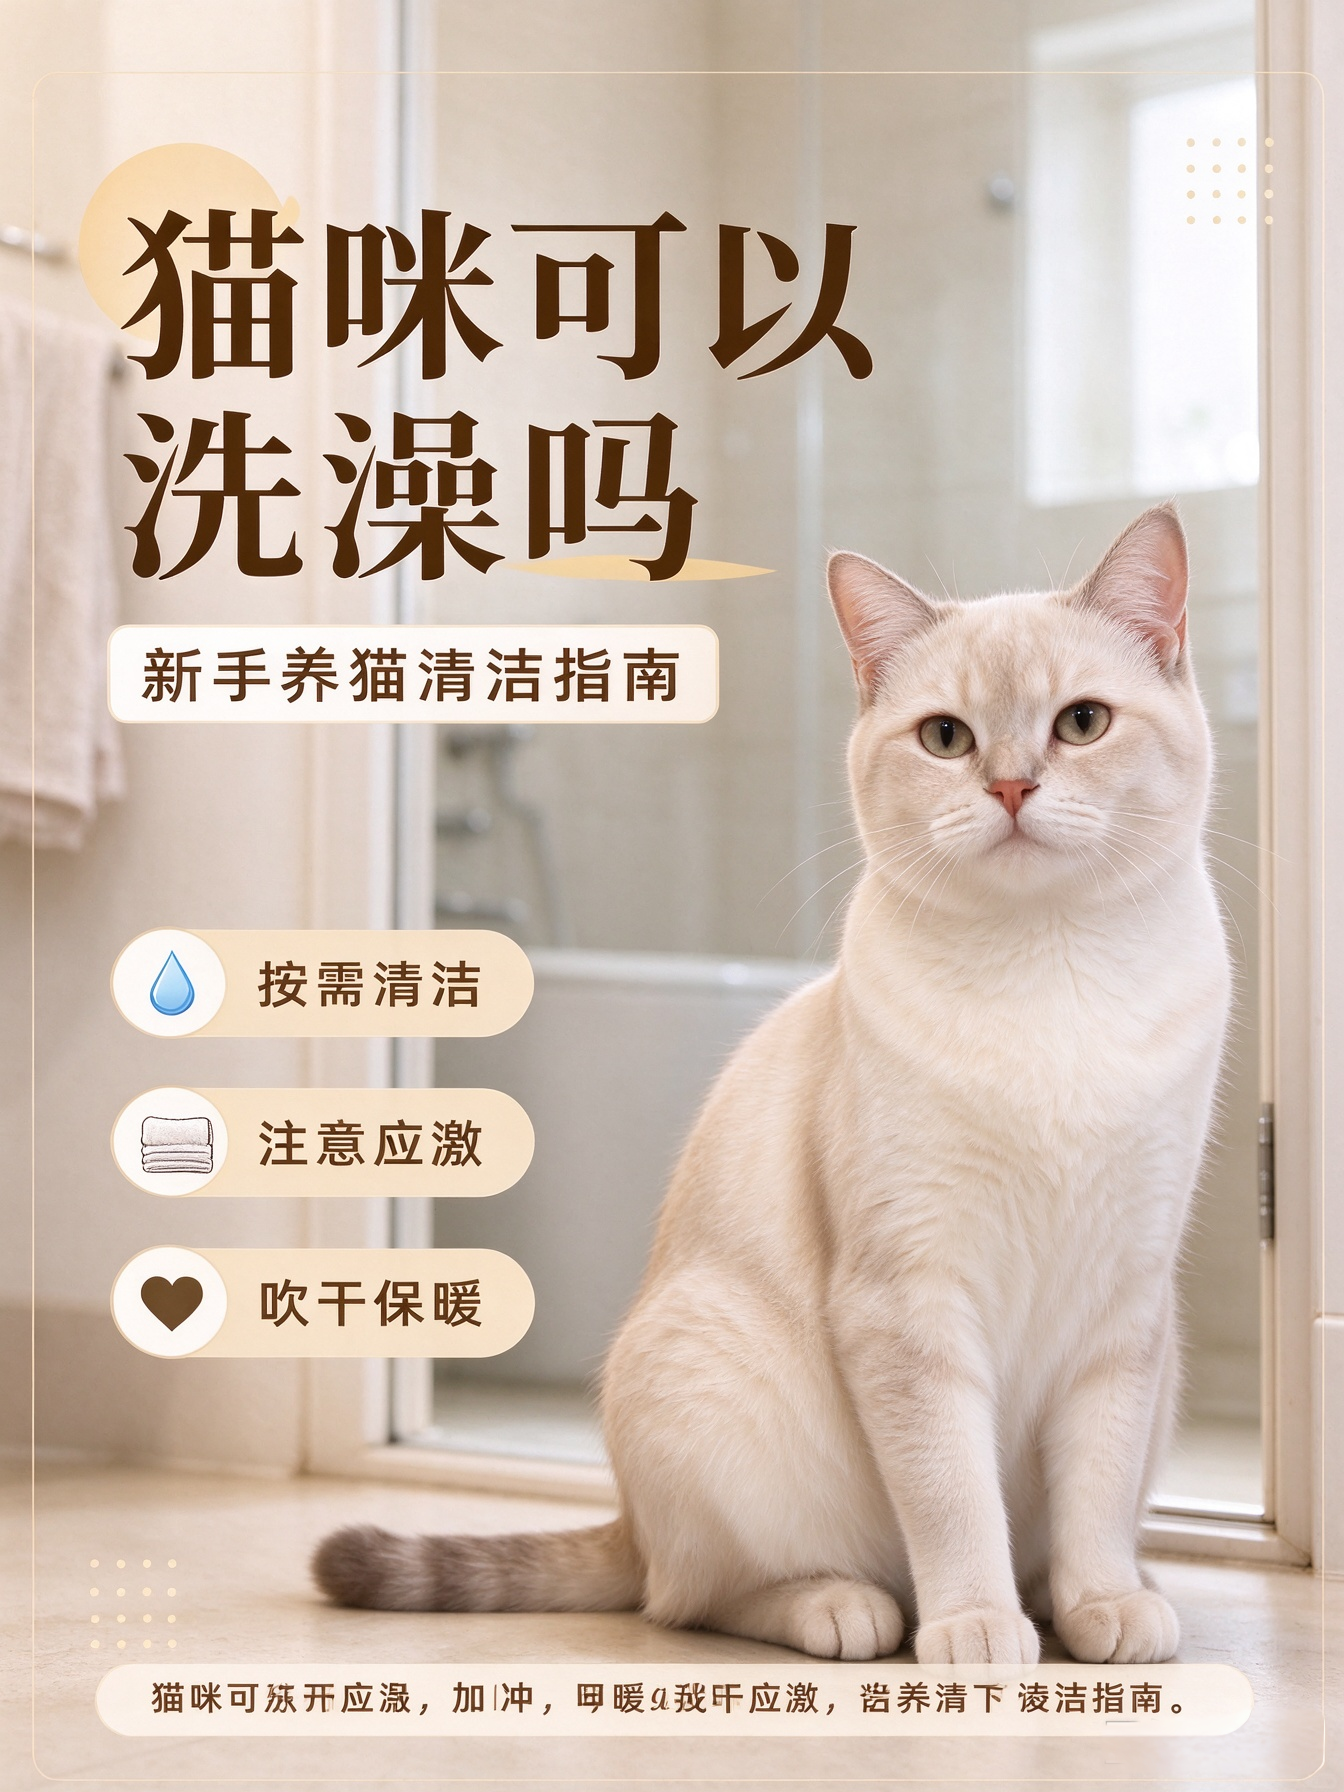 猫咪可以
洗澡吗
新手养猫清洁指南
按需清洁
注意应激
吹干保暖
猫咪可开应，加冲，暖应激，养清下洁指南。